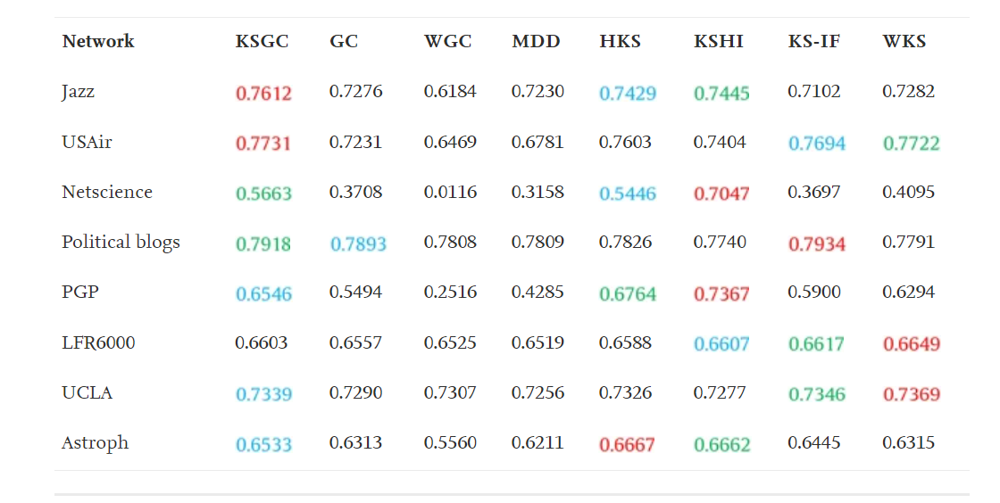 Network KSGC GC WGC MDD HKS KSHI KS-IF WKS
Jazz 0.7612 0.7276 0.6184 0.7230 0.7429 0.7445 0.7102 0.7282
USAir 0.7731 0.7231 0.6469 0.6781 0.7603 0.7404 0.7694 0.7722
Netscience 0.5663 0.3708 0.0116 0.3158 0.5446 0.7047 0.3697 0.4095
Political blogs 0.7918 0.7893 0.7808 0.7809 0.7826 0.7740 0.7934 0.7791
PGP 0.6546 0.5494 0.2516 0.4285 0.6764 0.7367 0.5900 0.6294
LFR6000 0.6603 0.6557 0.6525 0.6519 0.6588 0.6607 0.6617 0.6649
UCLA 0.7339 0.7290 0.7307 0.7256 0.7326 0.7277 0.7346 0.7369
Astroph 0.6533 0.6313 0.5560 0.6211 0.6667 0.6662 0.6445 0.6315